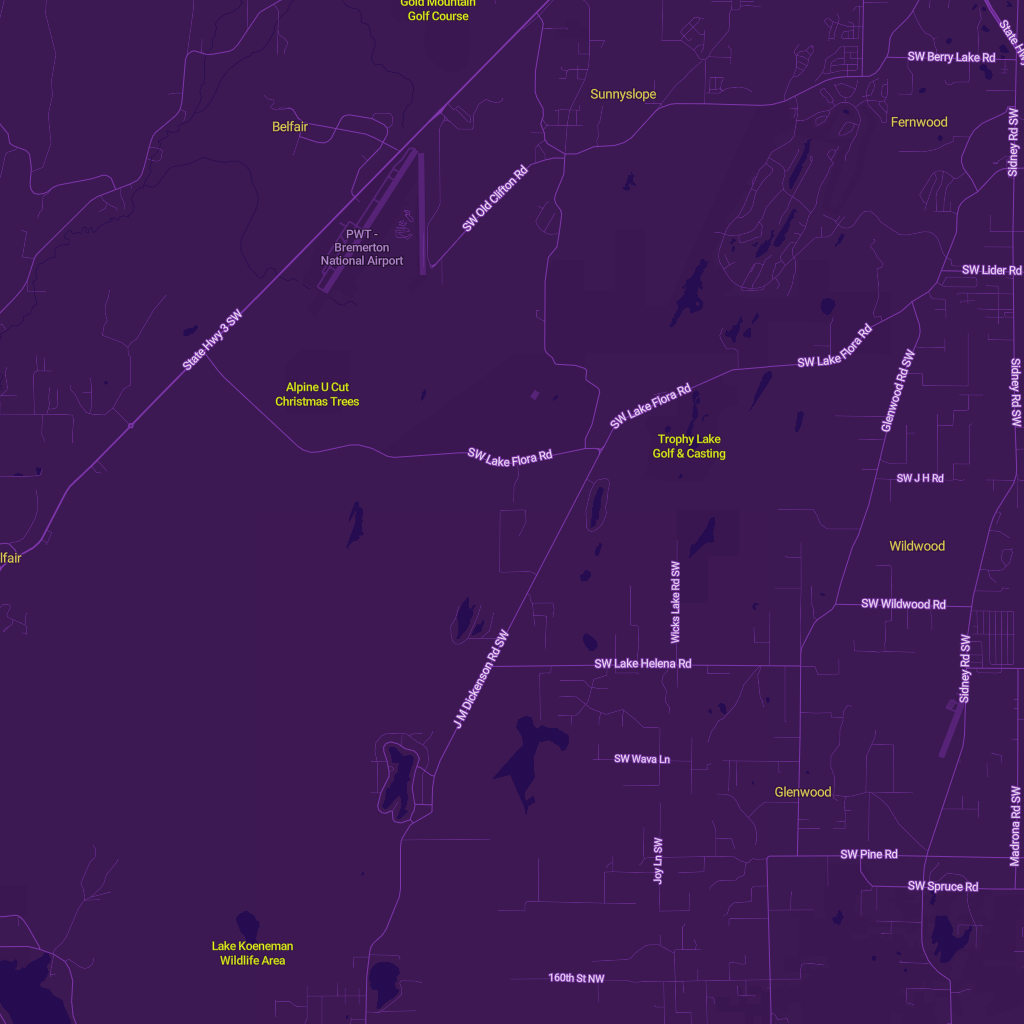 Gold Mountain
Golf Course
State Hwy
SW Berry Lake Rd
Sunnyslope
Belfair
Fernwood
Sidney Rd SW
SW Old Clifton Rd
PWT -
Bremerton
National Airport
SW Lider Rd
State Hwy 3 SW
SW Lake Flora Rd
Glenwood Rd SW
Sidney Rd SW
Alpine U Cut
Christmas Trees
SW Lake Flora Rd
Trophy Lake
Golf & Casting
SW Lake Flora Rd
SW J H Rd
Wildwood
lfair
Wicks Lake Rd SW
SW Wildwood Rd
SW Lake Helena Rd
Sidney Rd SW
J M Dickenson Rd SW
SW Wava Ln
Glenwood
Madrona Rd SW
Joy Ln SW
SW Pine Rd
SW Spruce Rd
Lake Koeneman
Wildlife Area
160th St NW